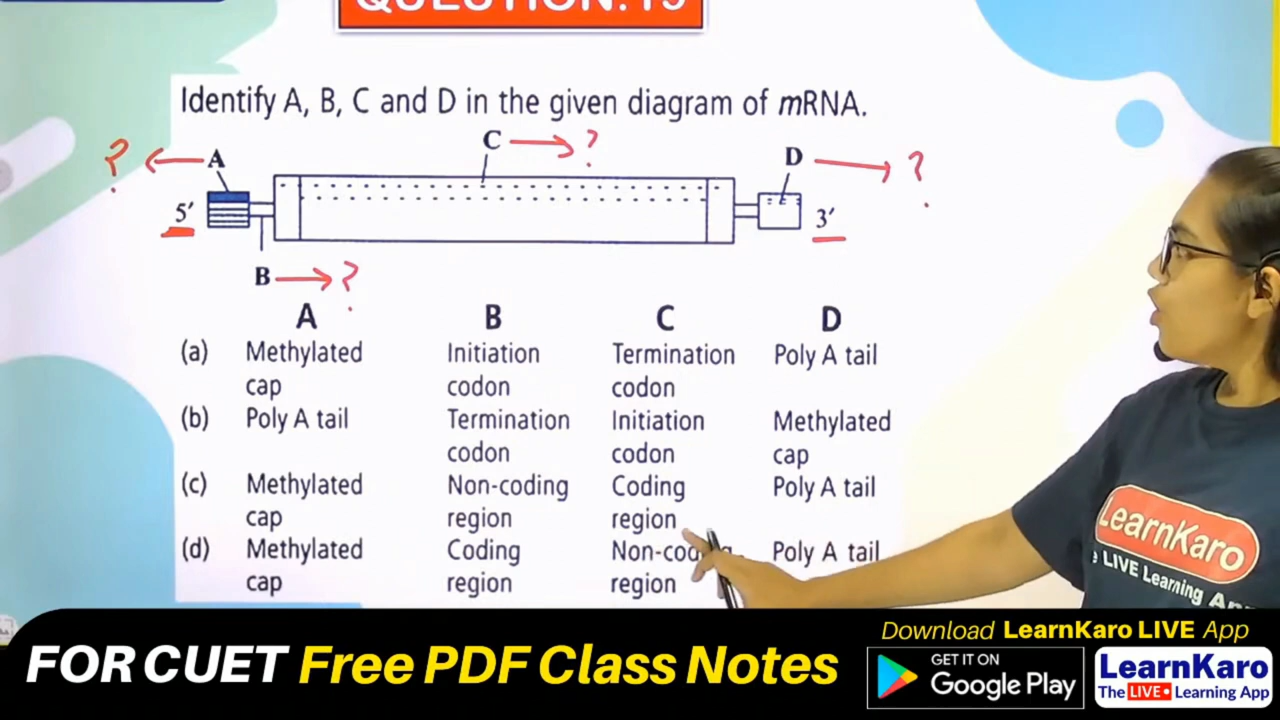 QUESTION:19
Identify A, B, C and D in the given diagram of mRNA.
? A C ? D ?
5′ 3′
B ?
A B C D
(a) Methylated cap Initiation codon Termination codon Poly A tail
(b) Poly A tail Termination codon Initiation codon Methylated cap
(c) Methylated cap Non-coding region Coding region Poly A tail
(d) Methylated cap Coding region region Poly A tail
LearnKaro
LIVE Learning
FOR CUET Free PDF Class Notes
Download LearnKaro LIVE App
GET IT ON
Google Play
LearnKaro
The LIVE Learning App